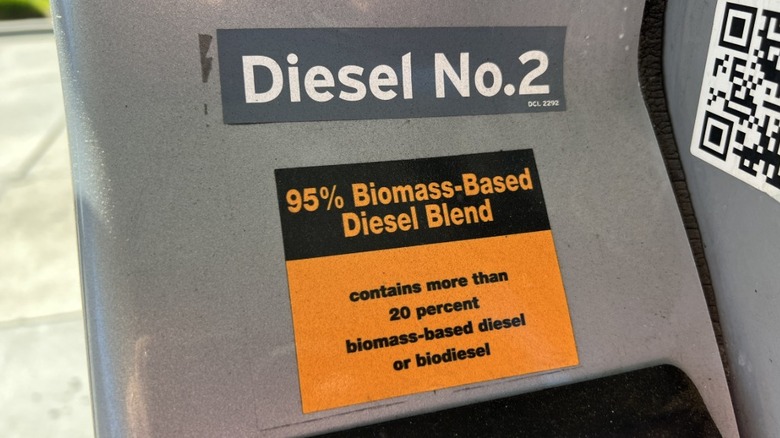 Diesel No.2
DCL 2292
95% Biomass-Based
Diesel Blend
contains more than
20 percent
biomass-based diesel
or biodiesel